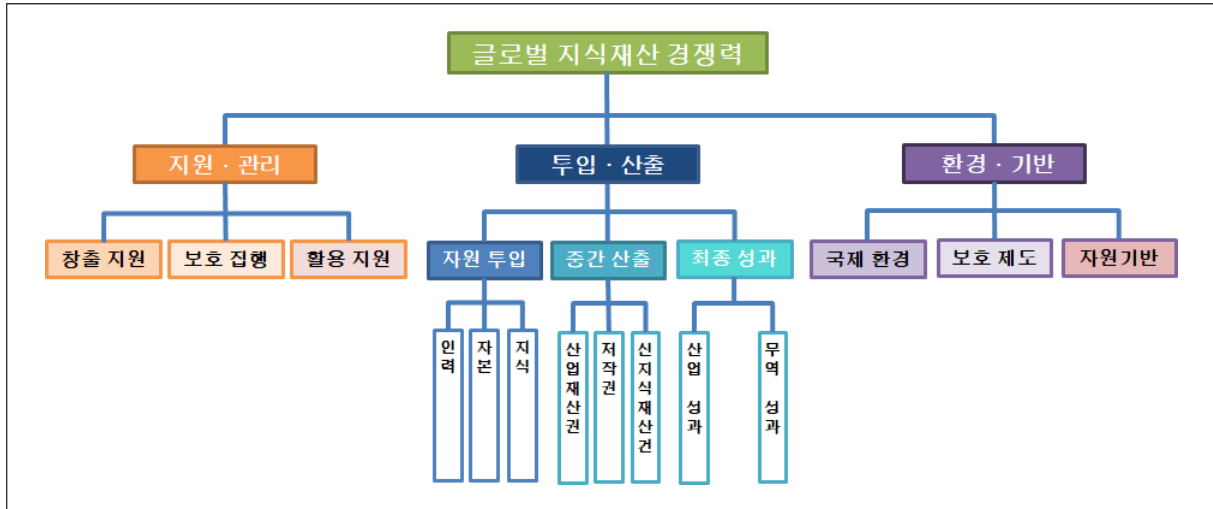 글로벌 지식재산 경쟁력
지원 · 관리
투입 · 산출
환경 · 기반
창출 지원
보호 집행
활용 지원
자원 투입
중간 산출
최종 성과
국제 환경
보호 제도
자원기반
인력
자본
지식
산업재산권
저작권
신지식재산건
산업 성과
무역 성과